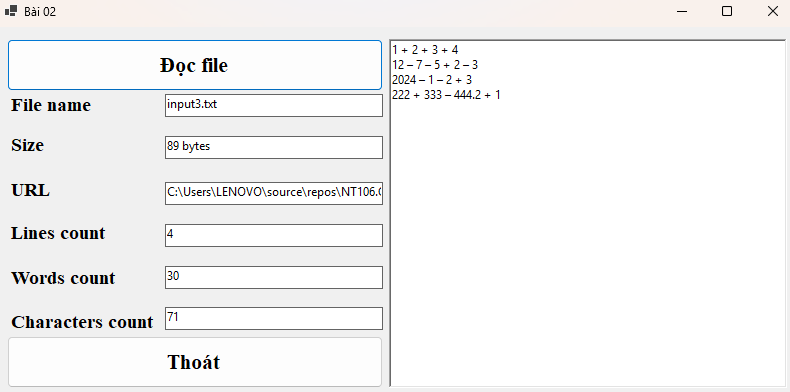 Bài 02
Đọc file
File name
input3.txt
Size
89 bytes
URL
C:\Users\LENOVO\source\repos\NT106.
Lines count
4
Words count
30
Characters count
71
Thoát
1 + 2 + 3 + 4
12 – 7 – 5 + 2 – 3
2024 – 1 – 2 + 3
222 + 333 – 444.2 + 1